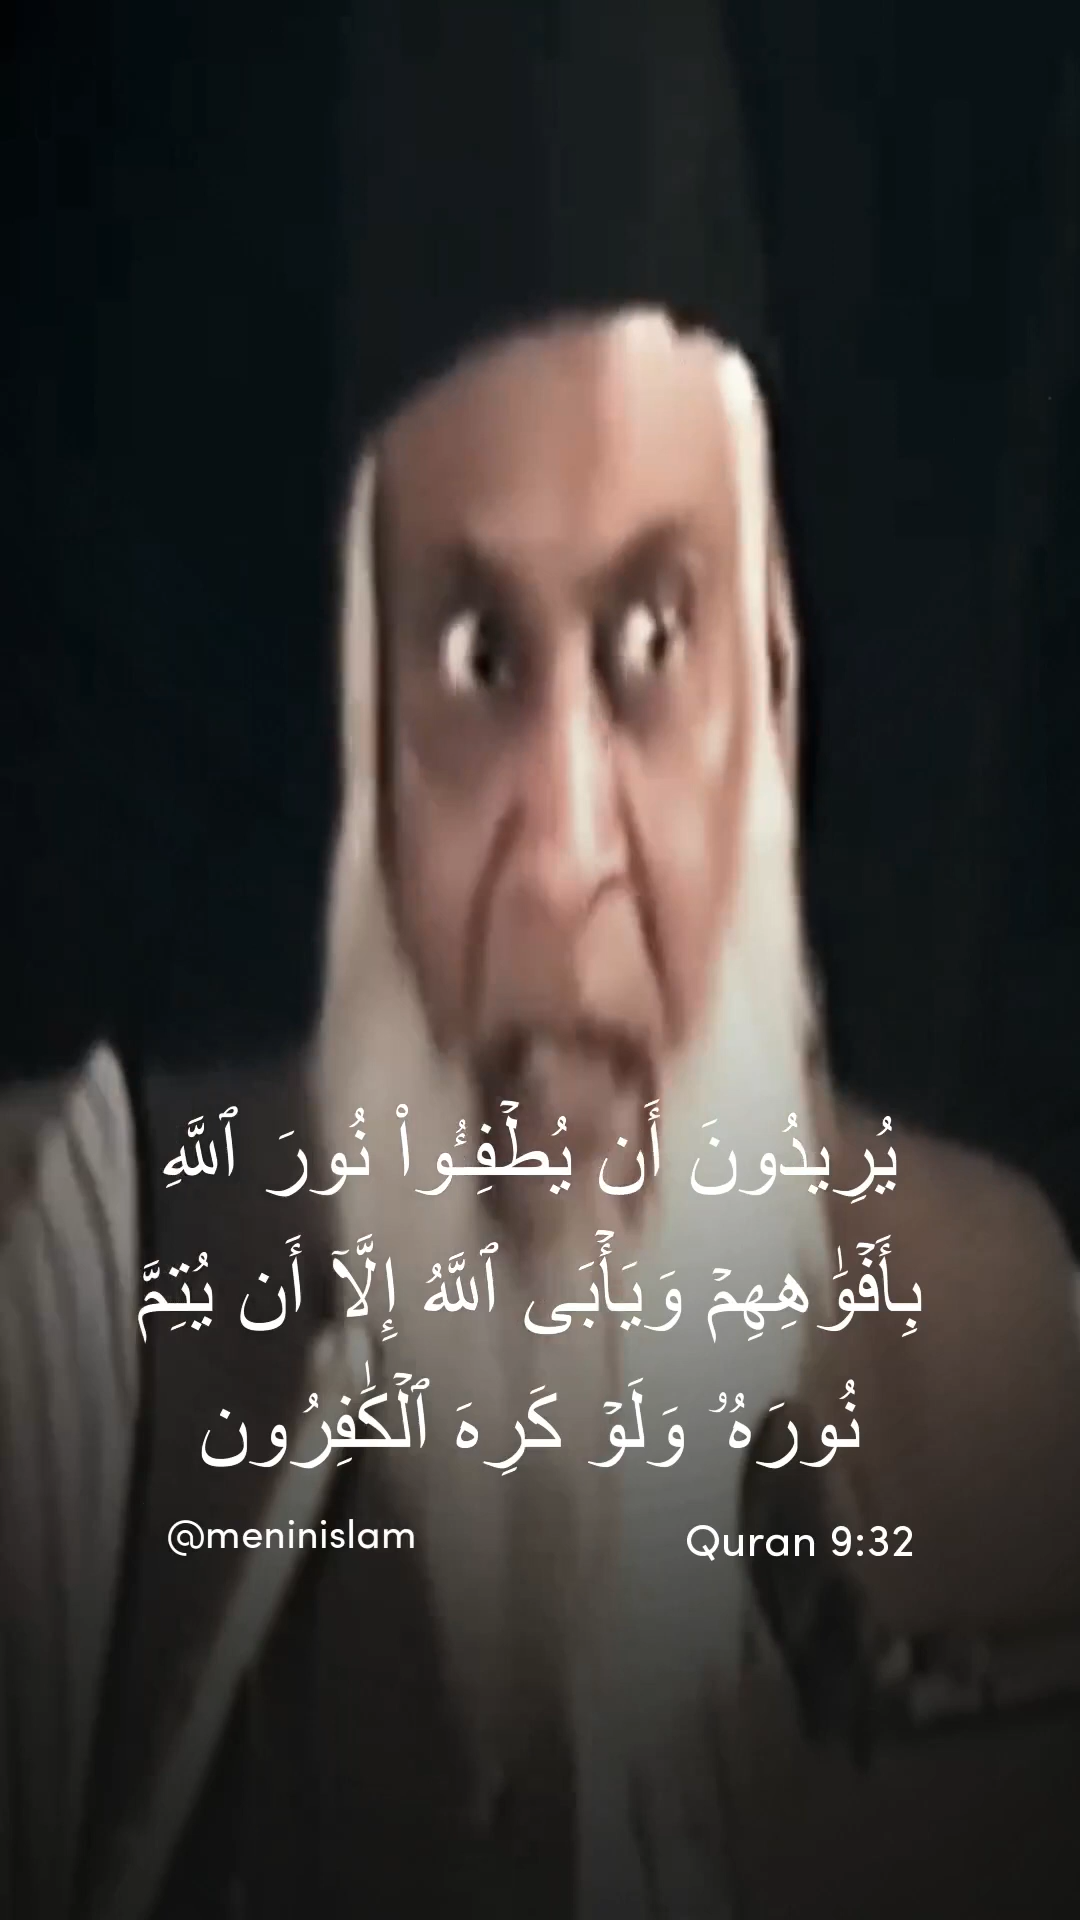 يُرِيدُونَ أَن يُطْفِـُٔوا۟ نُورَ ٱللَّهِ
بِأَفْوَٰهِهِمْ وَيَأْبَى ٱللَّهُ إِلَّآ أَن يُتِمَّ
نُورَهُۥ وَلَوْ كَرِهَ ٱلْكَٰفِرُون
@meninislam
Quran 9:32